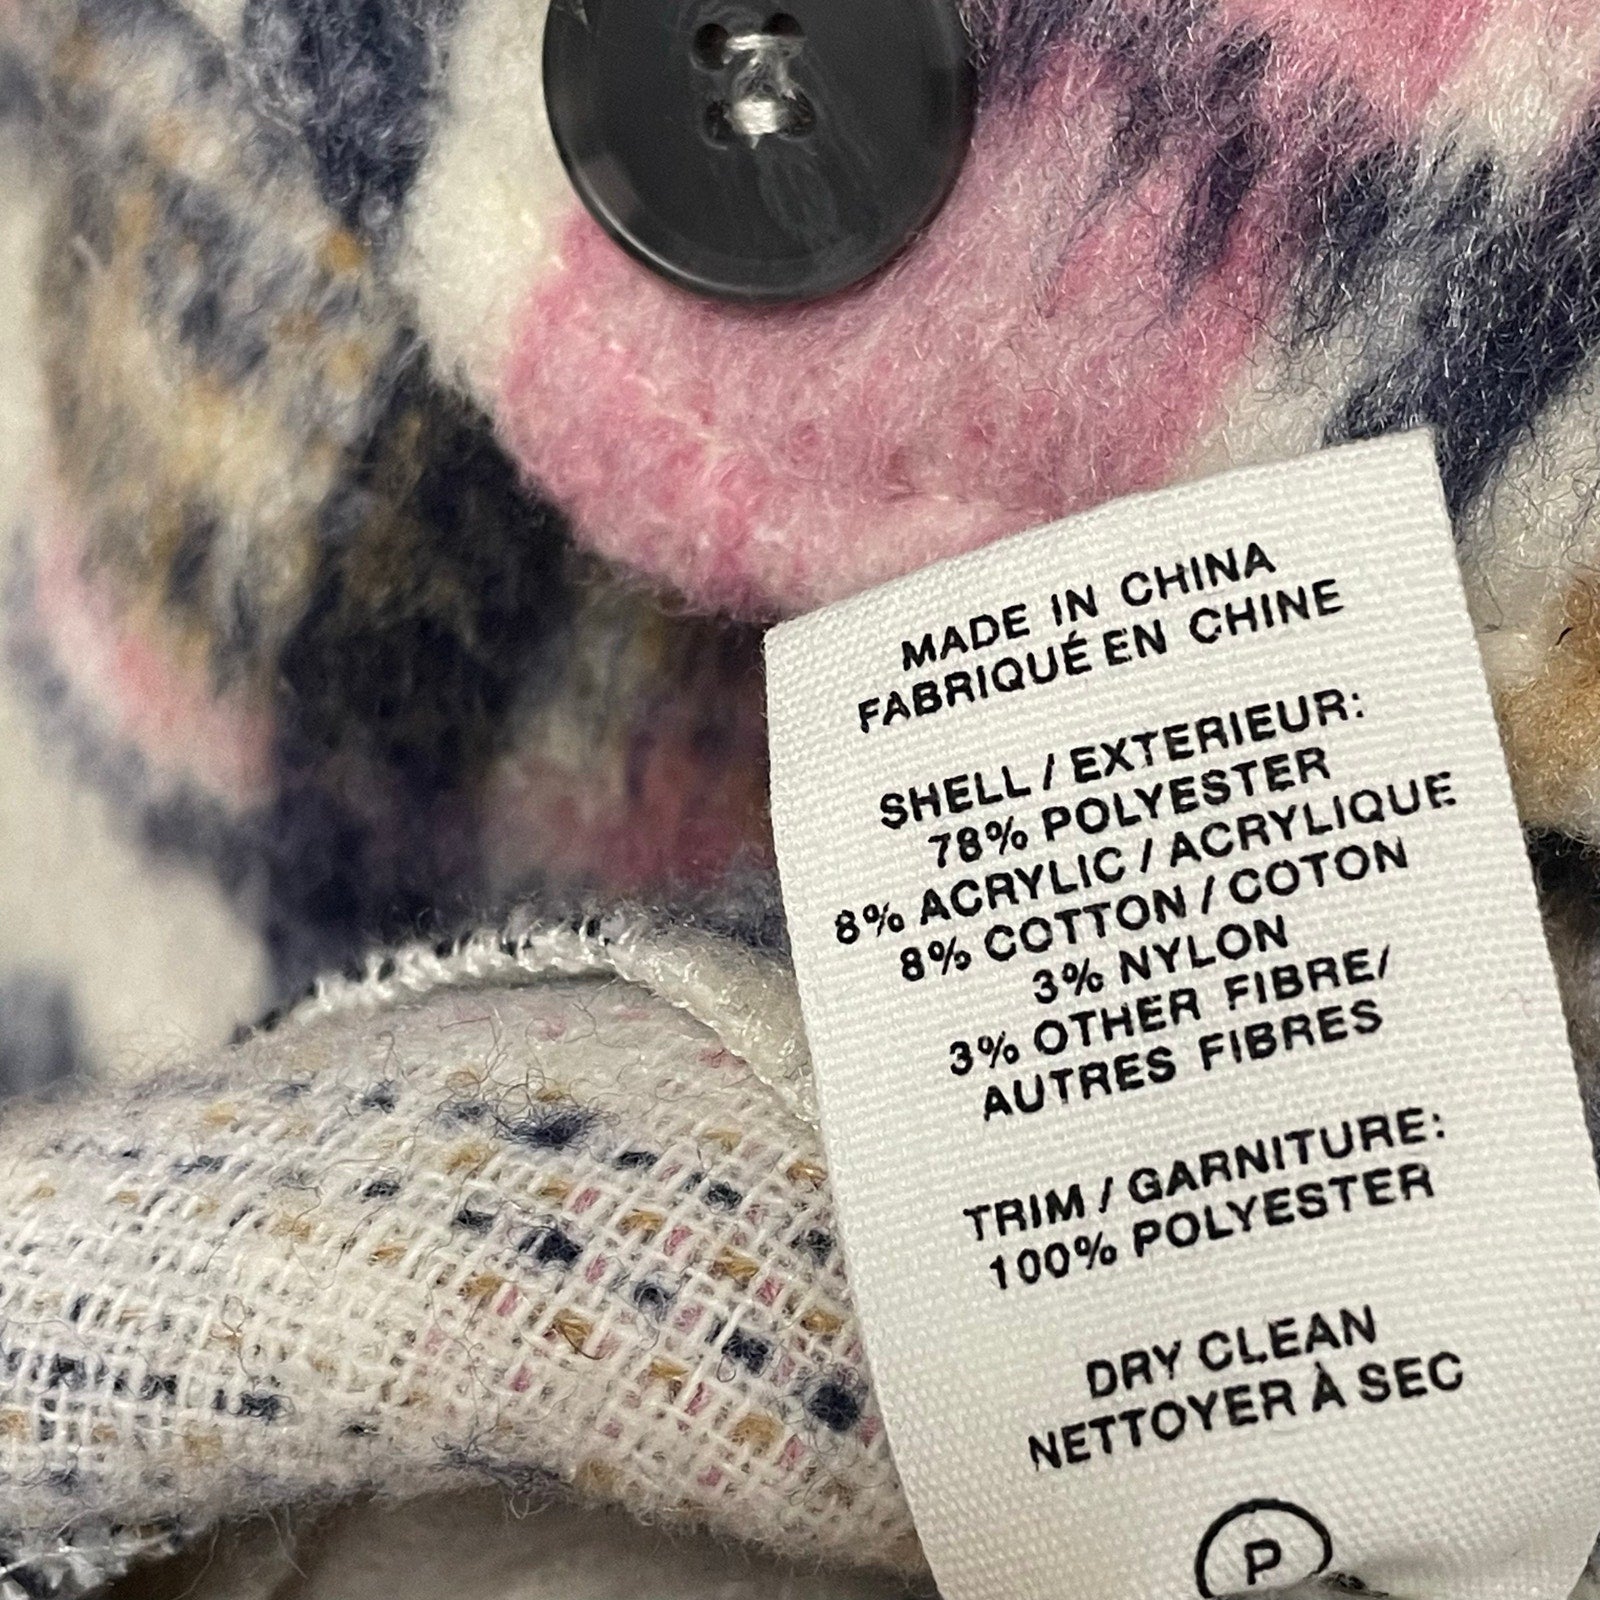 MADE IN CHINA
FABRIQUÉ EN CHINE
SHELL / EXTERIEUR:
78% POLYESTER
8% ACRYLIC / ACRYLIQUE
8% COTTON / COTON
3% NYLON
3% OTHER FIBRE/
AUTRES FIBRES
TRIM / GARNITURE:
100% POLYESTER
DRY CLEAN
NETTOYER À SEC
P